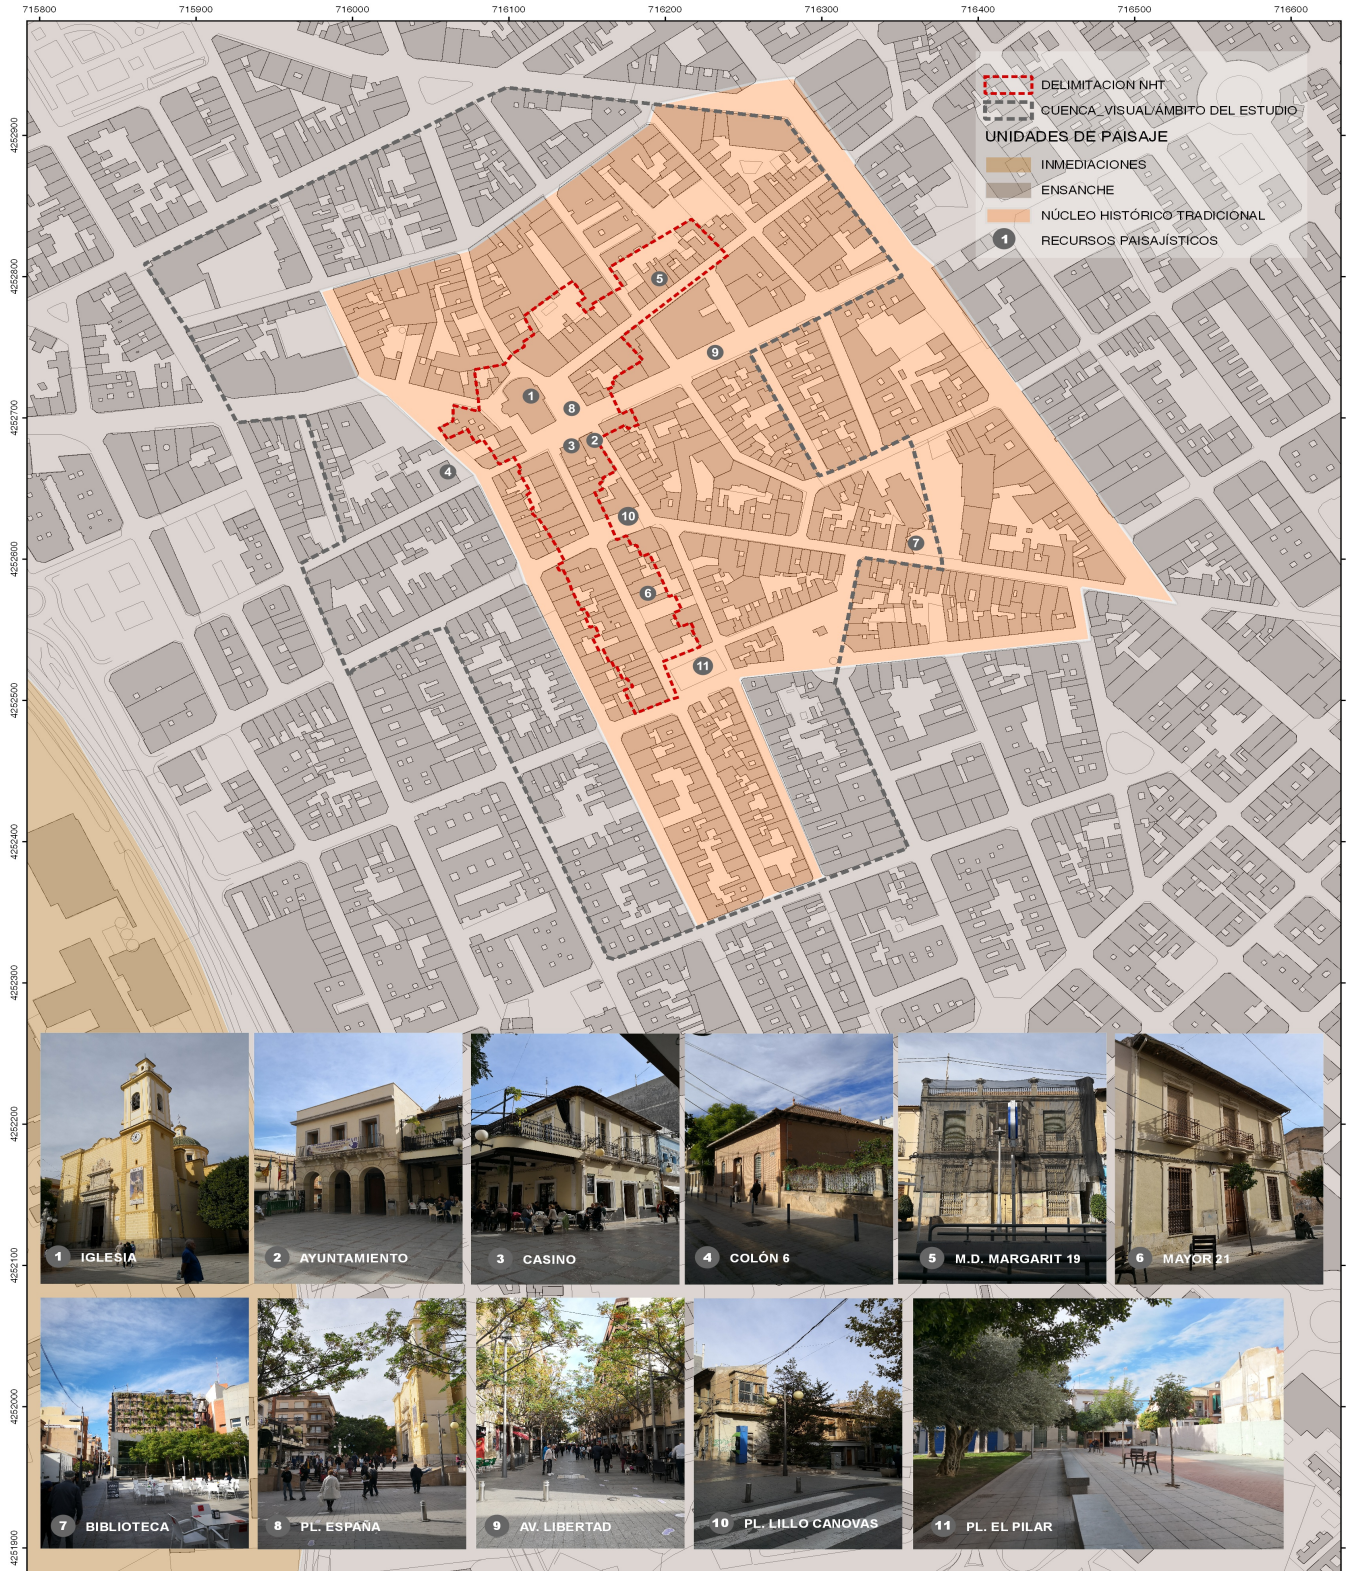 715800 715900 716000 716100 716200 716300 716400 716500 716600
DELIMITACION NHT
CUENCA_VISUAL/ÁMBITO DEL ESTUDIO
UNIDADES DE PAISAJE
INMEDIACIONES
ENSANCHE
NÚCLEO HISTÓRICO TRADICIONAL
1 RECURSOS PAISAJÍSTICOS
4252900
4252800
4252700
4252600
4252500
4252400
4252300
4252200
4252100
4252000
4251900
5
9
1
8
2
3
4
10
7
6
11
1 IGLESIA
2 AYUNTAMIENTO
3 CASINO
4 COLÓN 6
5 M.D. MARGARIT 19
6 MAYOR 21
7 BIBLIOTECA
8 PL. ESPAÑA
9 AV. LIBERTAD
10 PL. LILLO CANOVAS
11 PL. EL PILAR